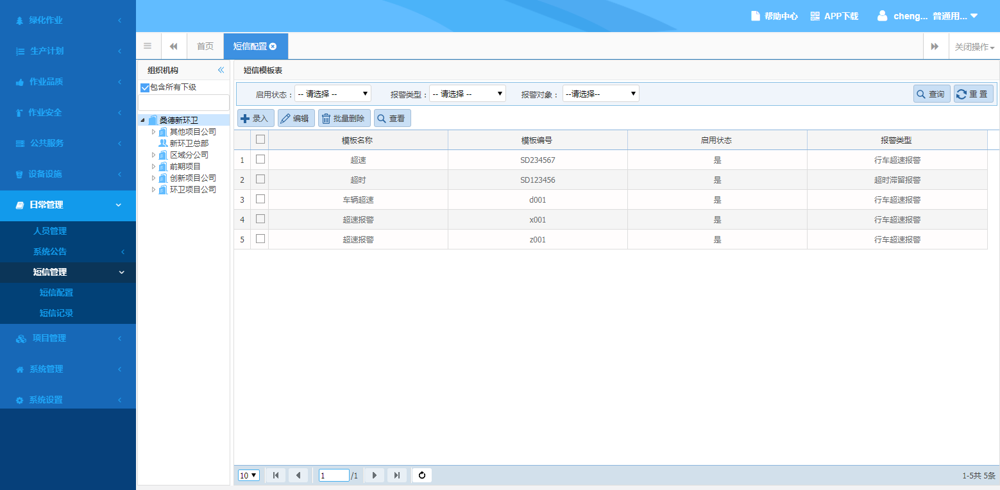 绿化作业
生产计划
作业品质
作业安全
公共服务
设备设施
日常管理
人员管理
系统公告
短信管理
短信配置
短信记录
项目管理
系统管理
系统设置
帮助中心 APP下载 cheng... 普通用...
首页 短信配置 关闭操作
组织机构
包含所有下级
桑德新环卫
其他项目公司
新环卫总部
区域分公司
前期项目
创新项目公司
环卫项目公司
短信模板表
启用状态： -- 请选择 -- 报警类型： -- 请选择 -- 报警对象： --请选择-- 查询 重 置
录入 编辑 批量删除 查看
模板名称 模板编号 启用状态 报警类型
1 超速 SD234567 是 行车超速报警
2 超时 SD123456 是 超时滞留报警
3 车辆超速 d001 是 行车超速报警
4 超速报警 x001 是 行车超速报警
5 超速报警 z001 是 行车超速报警
10 1 /1 1-5共 5条